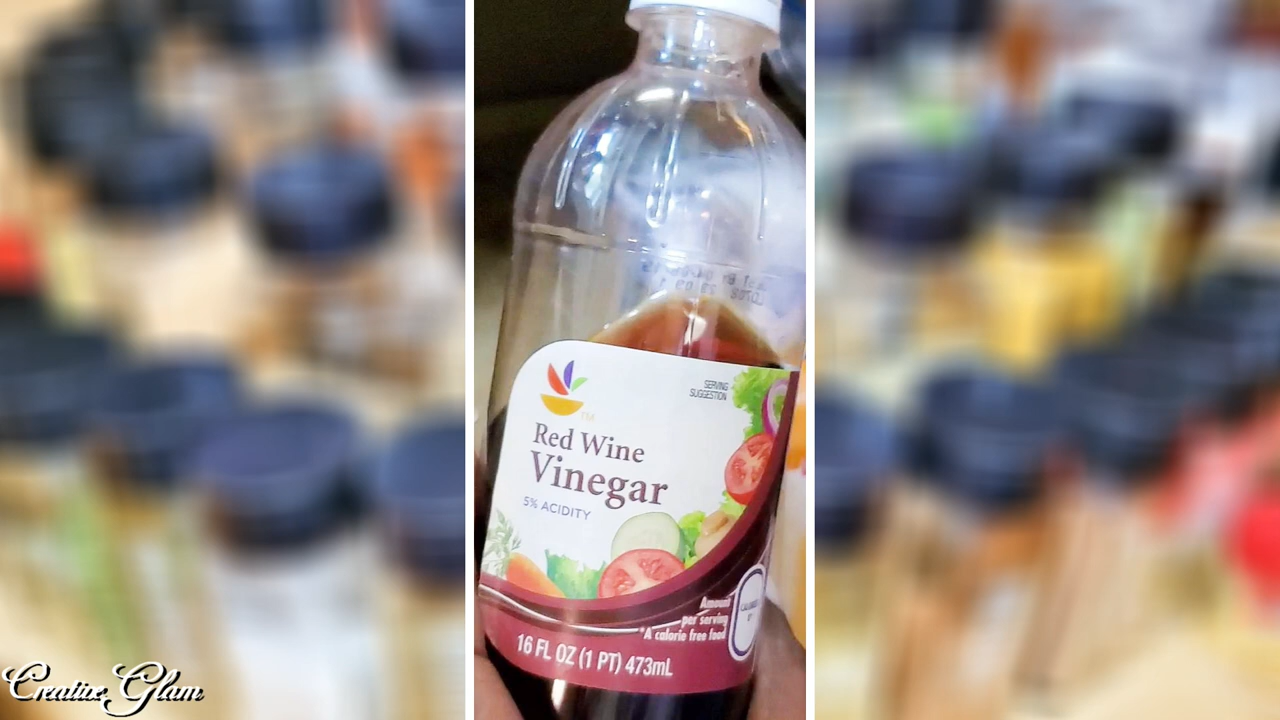 SERVING
SUGGESTION
TM
Red Wine
Vinegar
5% ACIDITY
Amount
per serving
*A calorie free food
16 FL OZ (1 PT) 473mL
Creative Glam